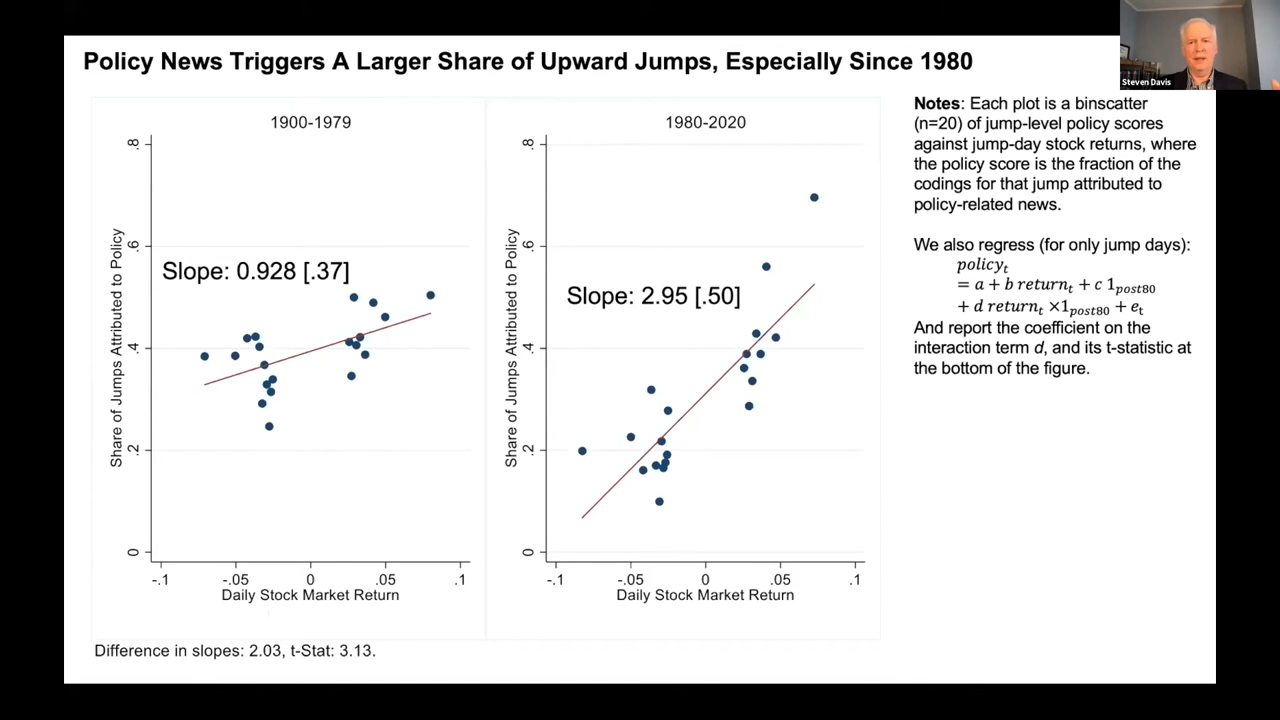 Policy News Triggers A Larger Share of Upward Jumps, Especially Since 1980
Steven Davis
1900-1979
Share of Jumps Attributed to Policy
.8
.6
.4
.2
0
Slope: 0.928 [.37]
-.1
-.05
0
.05
.1
Daily Stock Market Return
1980-2020
Share of Jumps Attributed to Policy
.8
.6
.4
.2
0
Slope: 2.95 [.50]
-.1
-.05
0
.05
.1
Daily Stock Market Return
Difference in slopes: 2.03, t-Stat: 3.13.
Notes: Each plot is a binscatter
(n=20) of jump-level policy scores
against jump-day stock returns, where
the policy score is the fraction of the
codings for that jump attributed to
policy-related news.
We also regress (for only jump days):
policyₜ
= a + b returnₜ + c 1ₚₒₛₜ₈₀
+ d returnₜ ×1ₚₒₛₜ₈₀ + eₜ
And report the coefficient on the
interaction term d, and its t-statistic at
the bottom of the figure.